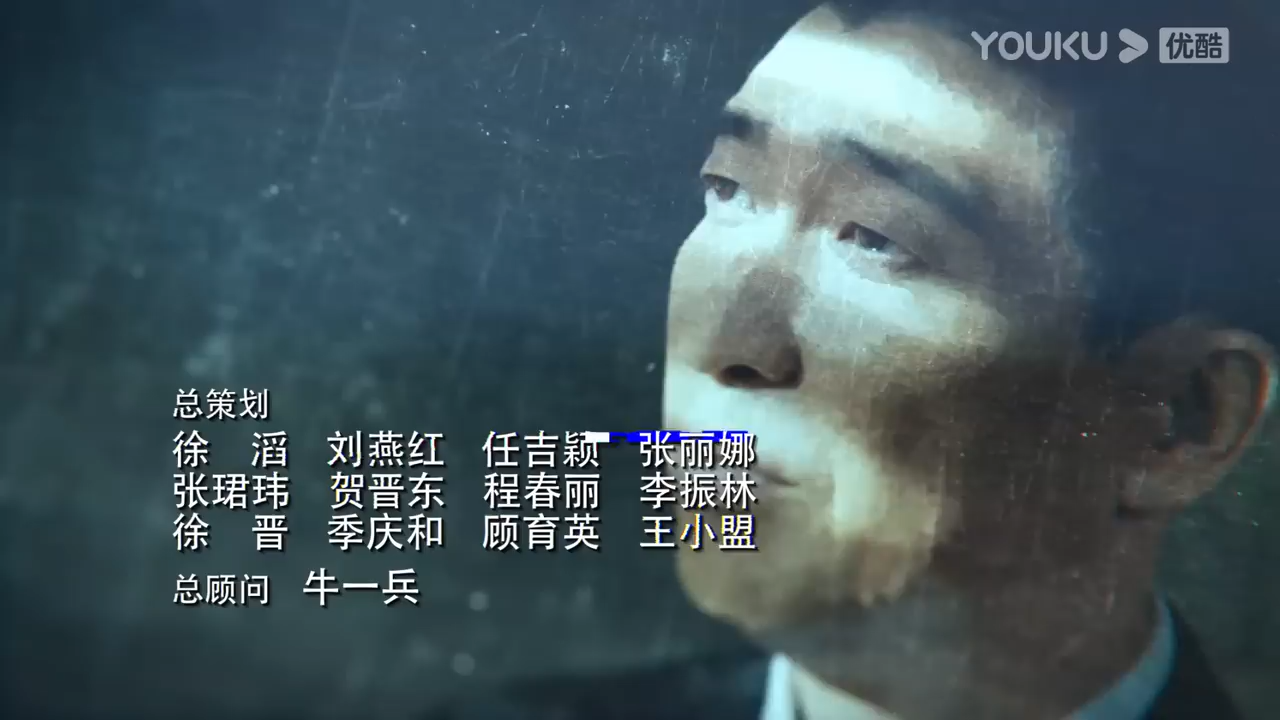 YOUKU 优酷
总策划
徐 滔 刘燕红 任吉颖 张丽娜
张珺玮 贺晋东 程春丽 李振林
徐 晋 季庆和 顾育英 王小盟
总顾问 牛一兵